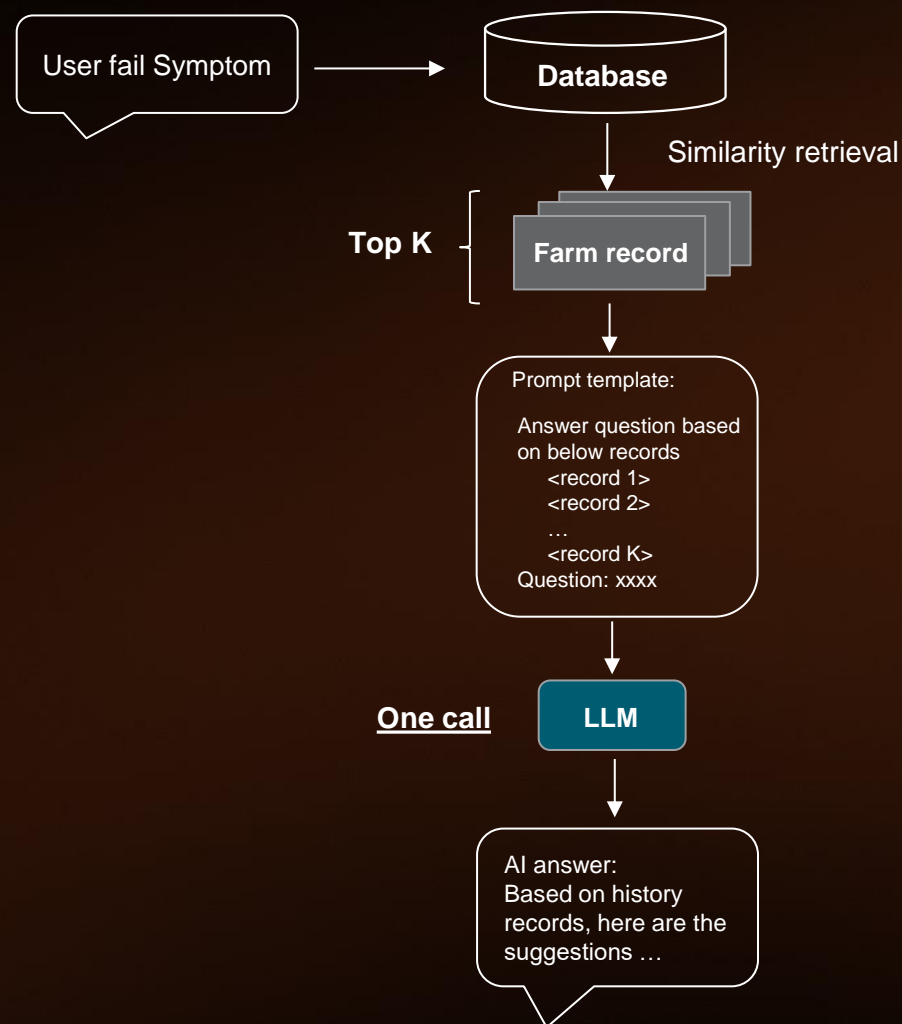 User fail Symptom
Database
Similarity retrieval
Top K
Farm record
Prompt template:
Answer question based
on below records
<record 1>
<record 2>
…
<record K>
Question: xxxx
One call
LLM
AI answer:
Based on history
records, here are the
suggestions …